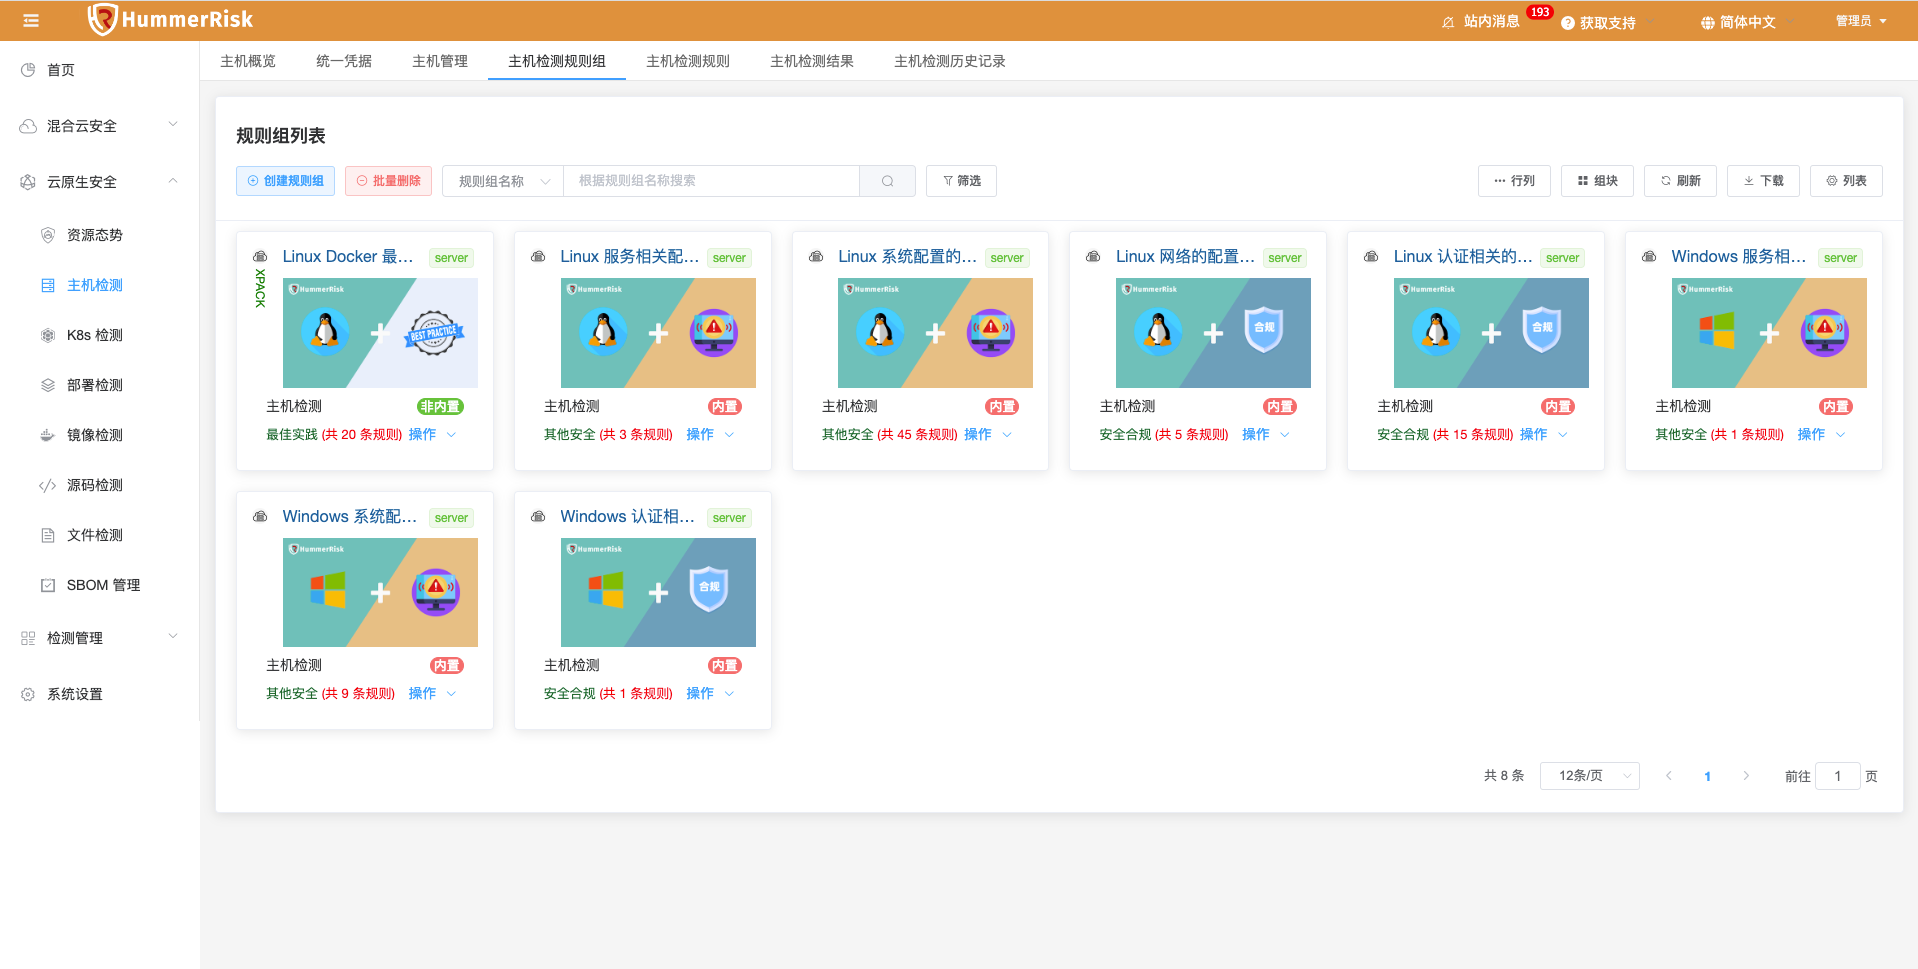 HummerRisk
站内消息 193 获取支持 简体中文 管理员
首页
混合云安全
云原生安全
资源态势
主机检测
K8s 检测
部署检测
镜像检测
源码检测
文件检测
SBOM 管理
检测管理
系统设置
主机概览 统一凭据 主机管理 主机检测规则组 主机检测规则 主机检测结果 主机检测历史记录
规则组列表
创建规则组 批量删除 规则组名称 根据规则组名称搜索 筛选 行列 组块 刷新 下载 列表
Linux Docker 最... server
XPACK
HummerRisk
BEST PRACTICE
主机检测 非内置
最佳实践 (共 20 条规则) 操作
Linux 服务相关配... server
HummerRisk
主机检测 内置
其他安全 (共 3 条规则) 操作
Linux 系统配置的... server
HummerRisk
主机检测 内置
其他安全 (共 45 条规则) 操作
Linux 网络的配置... server
HummerRisk
合规
主机检测 内置
安全合规 (共 5 条规则) 操作
Linux 认证相关的... server
HummerRisk
合规
主机检测 内置
安全合规 (共 15 条规则) 操作
Windows 服务相... server
HummerRisk
主机检测 内置
其他安全 (共 1 条规则) 操作
Windows 系统配... server
HummerRisk
主机检测 内置
其他安全 (共 9 条规则) 操作
Windows 认证相... server
HummerRisk
合规
主机检测 内置
安全合规 (共 1 条规则) 操作
共 8 条 12条/页 1 前往 1 页